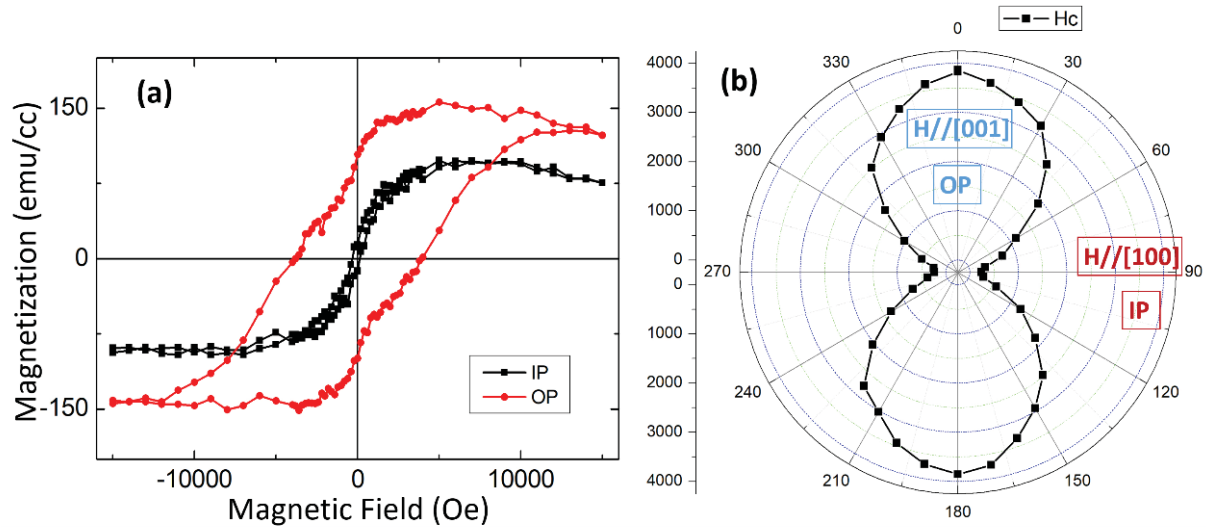 (a)
150
0
-150
-10000
0
10000
Magnetization (emu/cc)
Magnetic Field (Oe)
IP
OP
(b)
Hc
4000
3000
2000
1000
0
0
1000
2000
3000
4000
0
30
60
90
120
150
180
210
240
270
300
330
H//[001]
OP
H//[100]
IP